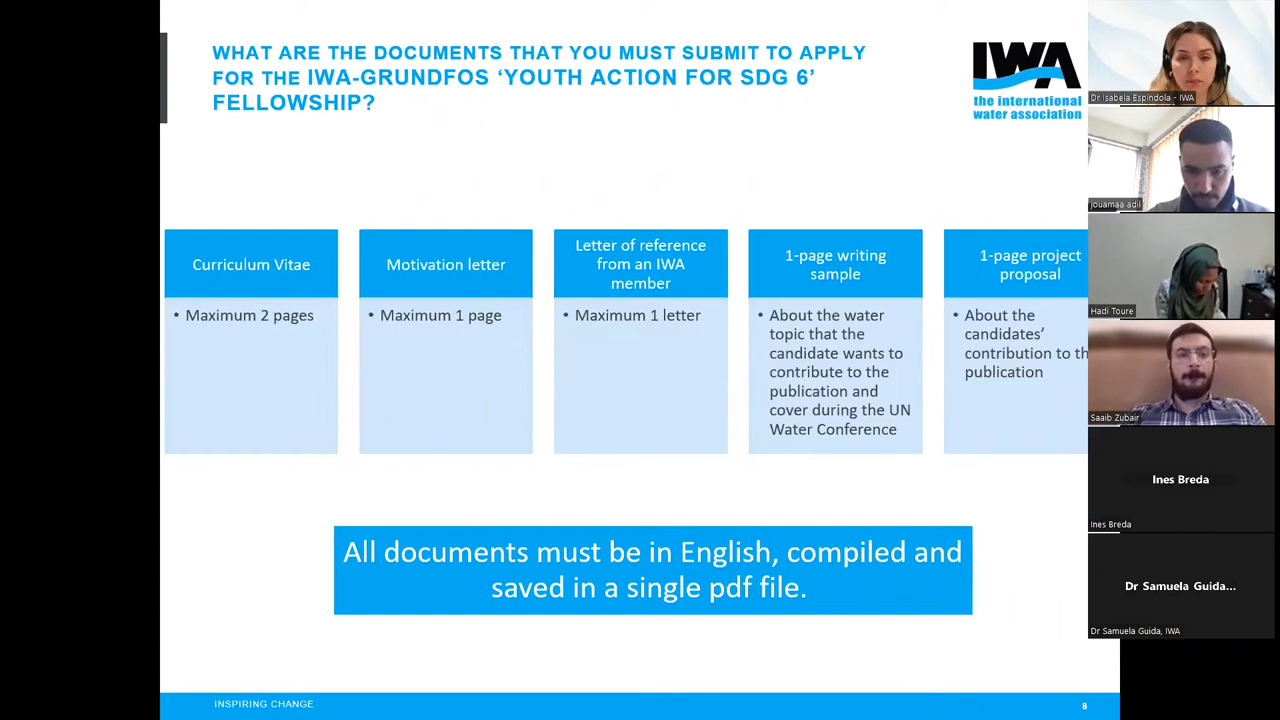 WHAT ARE THE DOCUMENTS THAT YOU MUST SUBMIT TO APPLY
FOR THE IWA-GRUNDFOS ‘YOUTH ACTION FOR SDG 6’
FELLOWSHIP?
IWA
the international
water association
Curriculum Vitae
• Maximum 2 pages
Motivation letter
• Maximum 1 page
Letter of reference
from an IWA
member
• Maximum 1 letter
1-page writing
sample
• About the water
topic that the
candidate wants to
contribute to the
publication and
cover during the UN
Water Conference
1-page project
proposal
• About the
candidates’
contribution to th
publication
All documents must be in English, compiled and
saved in a single pdf file.
INSPIRING CHANGE
8
Dr Isabela Espindola - IWA
jouamaa adil
Hadi Toure
Saaib Zubair
Ines Breda
Ines Breda
Dr Samuela Guida...
Dr Samuela Guida, IWA